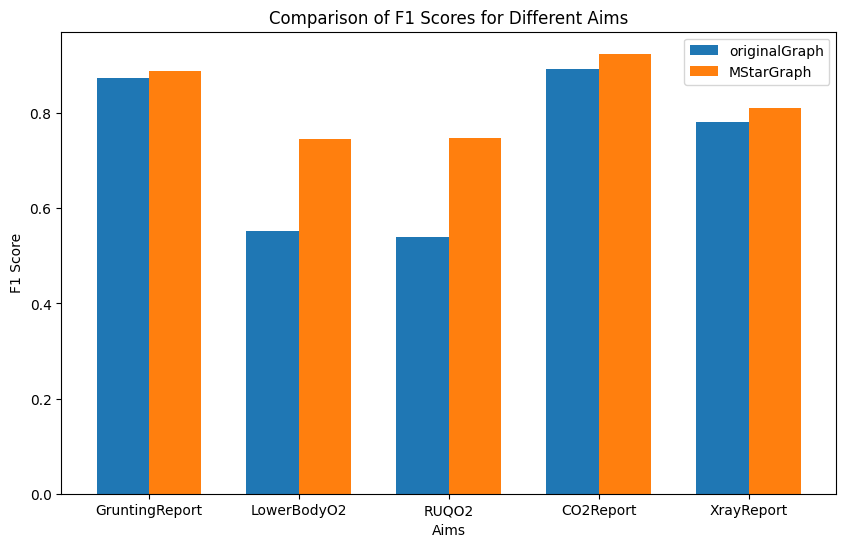 Comparison of F1 Scores for Different Aims
originalGraph
MStarGraph
F1 Score
0.8
0.6
0.4
0.2
0.0
GruntingReport LowerBodyO2 RUQO2 CO2Report XrayReport
Aims